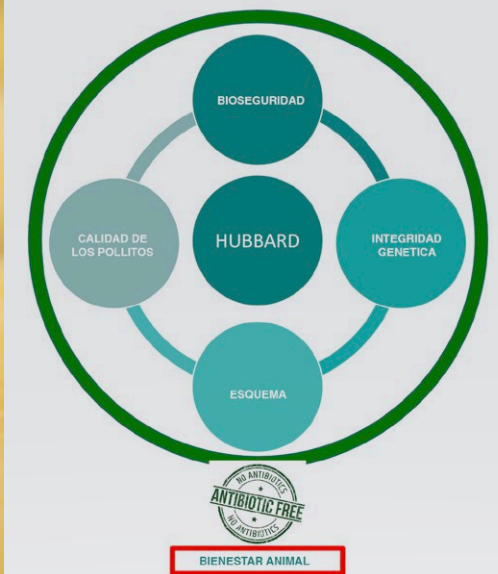 BIOSEGURIDAD
CALIDAD DE
LOS POLLITOS
HUBBARD
INTEGRIDAD
GENETICA
ESQUEMA
NO ANTIBIOTICS
ANTIBIOTIC FREE
NO ANTIBIOTICS
BIENESTAR ANIMAL